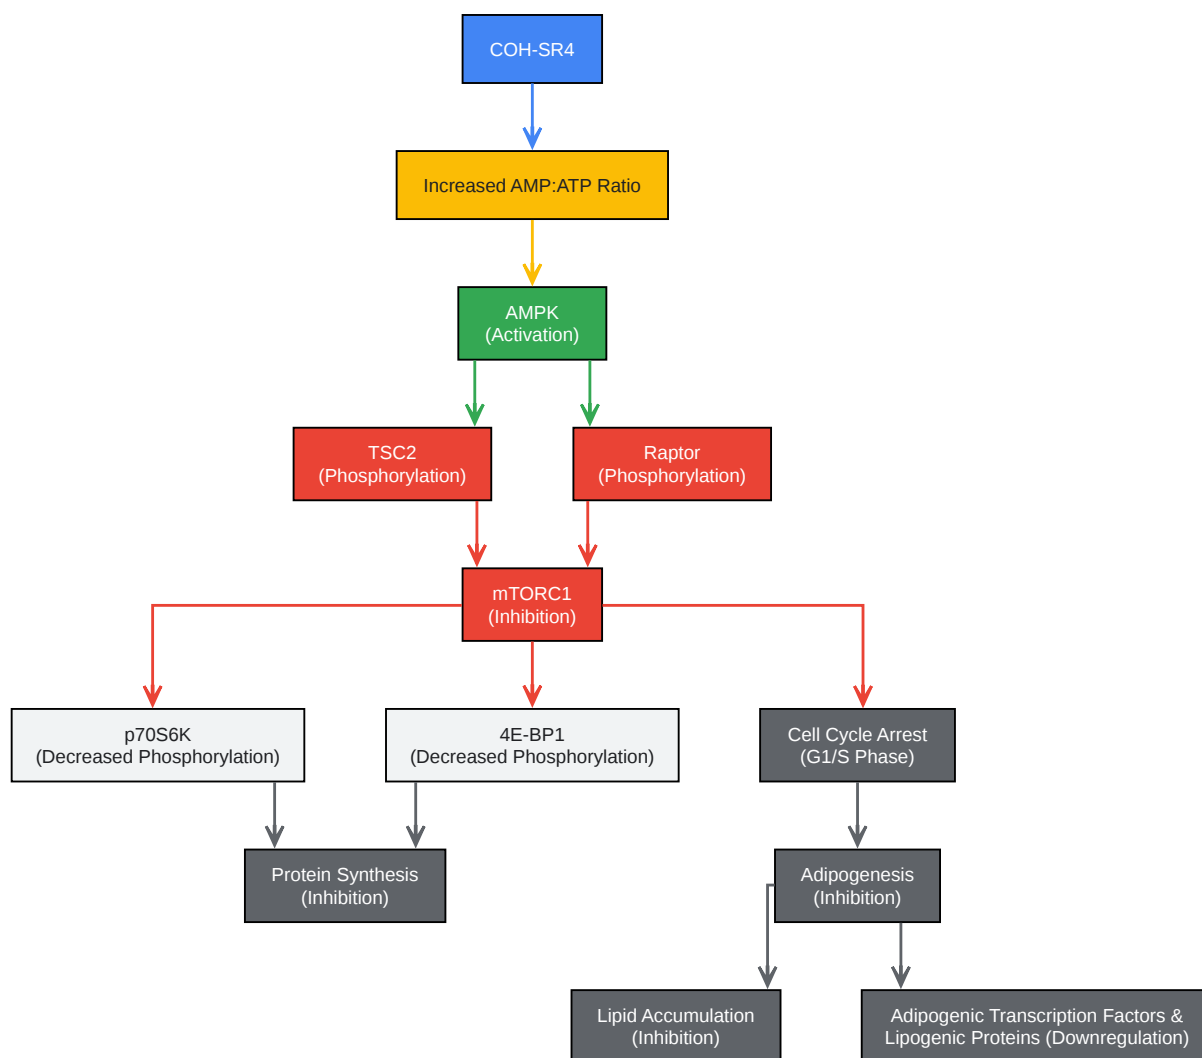 COH-SR4
Increased AMP:ATP Ratio
AMPK
(Activation)
TSC2
(Phosphorylation)
Raptor
(Phosphorylation)
mTORC1
(Inhibition)
p70S6K
(Decreased Phosphorylation)
4E-BP1
(Decreased Phosphorylation)
Cell Cycle Arrest
(G1/S Phase)
Protein Synthesis
(Inhibition)
Adipogenesis
(Inhibition)
Lipid Accumulation
(Inhibition)
Adipogenic Transcription Factors &
Lipogenic Proteins (Downregulation)